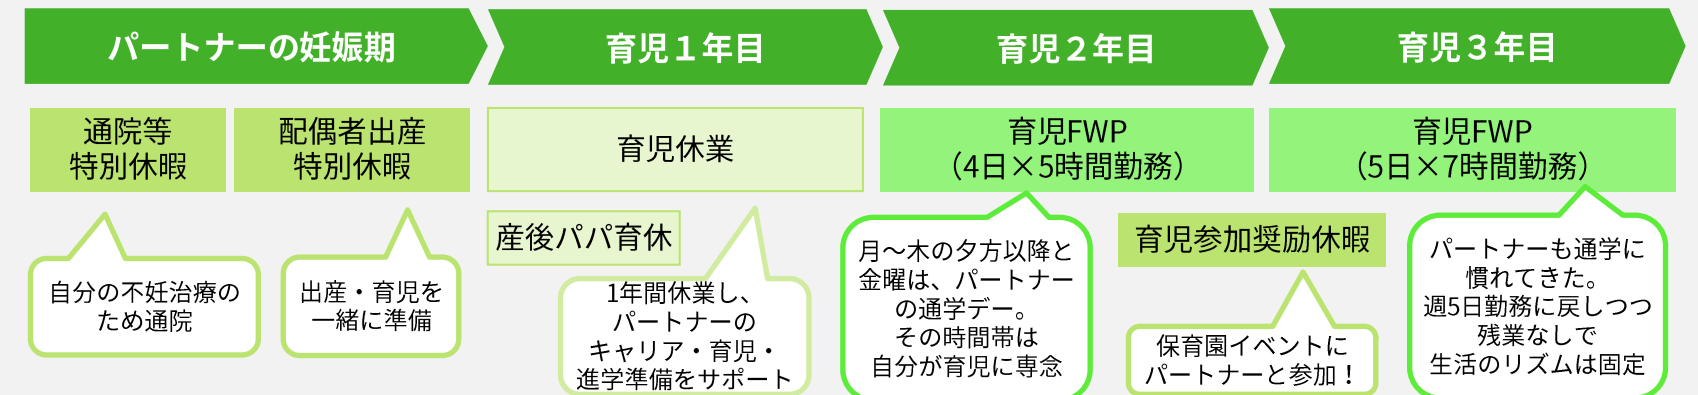 パートナーの妊娠期
育児１年目
育児２年目
育児３年目
通院等
特別休暇
配偶者出産
特別休暇
育児休業
育児FWP
（4日×5時間勤務）
育児FWP
（5日×7時間勤務）
産後パパ育休
育児参加奨励休暇
自分の不妊治療の
ため通院
出産・育児を
一緒に準備
1年間休業し、
パートナーの
キャリア・育児・
進学準備をサポート
月～木の夕方以降と
金曜は、パートナー
の通学デー。
その時間帯は
自分が育児に専念
保育園イベントに
パートナーと参加！
パートナーも通学に
慣れてきた。
週5日勤務に戻しつつ
残業なしで
生活のリズムは固定